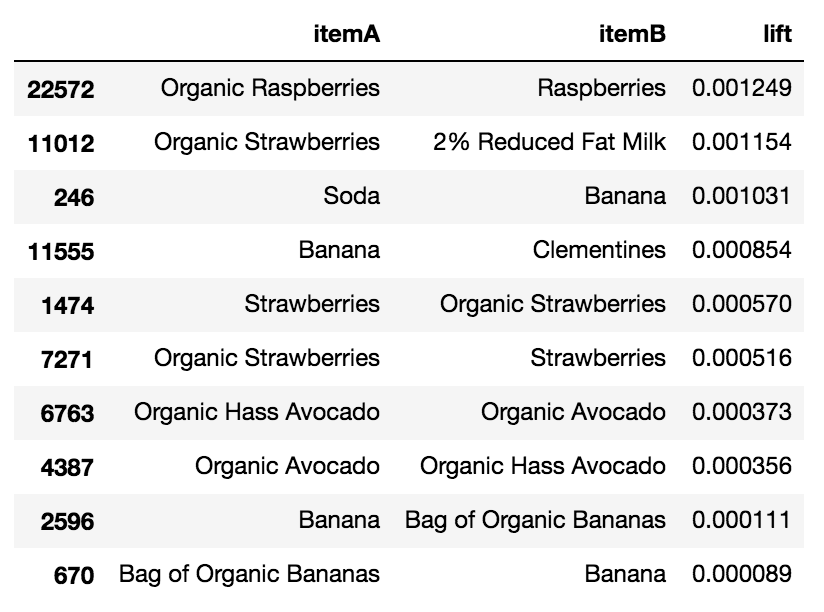 itemA itemB lift
22572 Organic Raspberries Raspberries 0.001249
11012 Organic Strawberries 2% Reduced Fat Milk 0.001154
246 Soda Banana 0.001031
11555 Banana Clementines 0.000854
1474 Strawberries Organic Strawberries 0.000570
7271 Organic Strawberries Strawberries 0.000516
6763 Organic Hass Avocado Organic Avocado 0.000373
4387 Organic Avocado Organic Hass Avocado 0.000356
2596 Banana Bag of Organic Bananas 0.000111
670 Bag of Organic Bananas Banana 0.000089